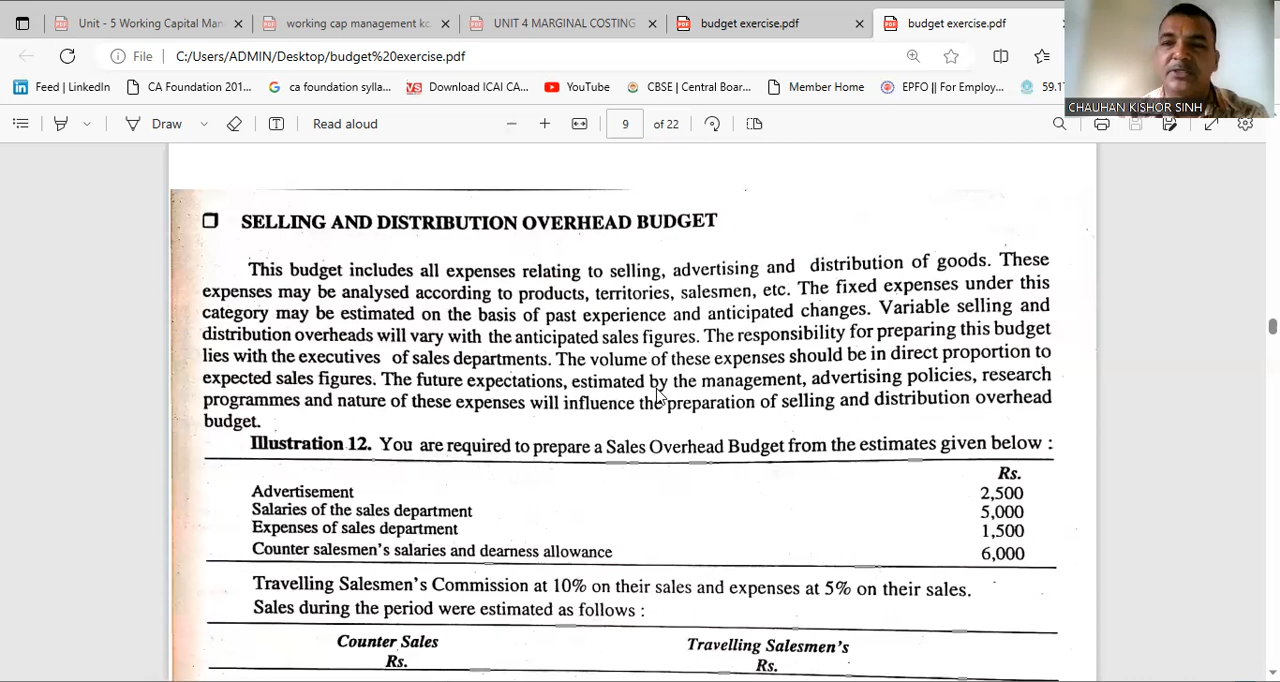 Unit - 5 Working Capital Man
working cap management kc.
UNIT 4 MARGINAL COSTING
budget exercise.pdf
budget exercise.pdf
File
C:/Users/ADMIN/Desktop/budget%20exercise.pdf
Feed | LinkedIn
CA Foundation 201...
ca foundation sylla...
Downloa... ICAI CA...
YouTube
CBSE | Central Boar...
Member Home
EPFO || For Employ...
59.1
CHAUHAN KISHOR SINH
Draw
Read aloud
9
of 22
SELLING AND DISTRIBUTION OVERHEAD BUDGET
This budget includes all expenses relating to selling, advertising and distribution of goods. These
expenses may be analysed according to products, territories, salesmen, etc. The fixed expenses under this
category may be estimated on the basis of past experience and anticipated changes. Variable selling and
distribution overheads will vary with the anticipated sales figures. The responsibility for preparing this budget
lies with the executives of sales departments. The volume of these expenses should be in direct proportion to
expected sales figures. The future expectations, estimated by the management, advertising policies, research
programmes and nature of these expenses will influence the preparation of selling and distribution overhead
budget.
Illustration 12. You are required to prepare a Sales Overhead Budget from the estimates given below :
Rs.
Advertisement 2,500
Salaries of the sales department 5,000
Expenses of sales department 1,500
Counter salesmen's salaries and dearness allowance 6,000
Travelling Salesmen's Commission at 10% on their sales and expenses at 5% on their sales.
Sales during the period were estimated as follows :
Counter Sales Travelling Salesmen's
Rs. Rs.